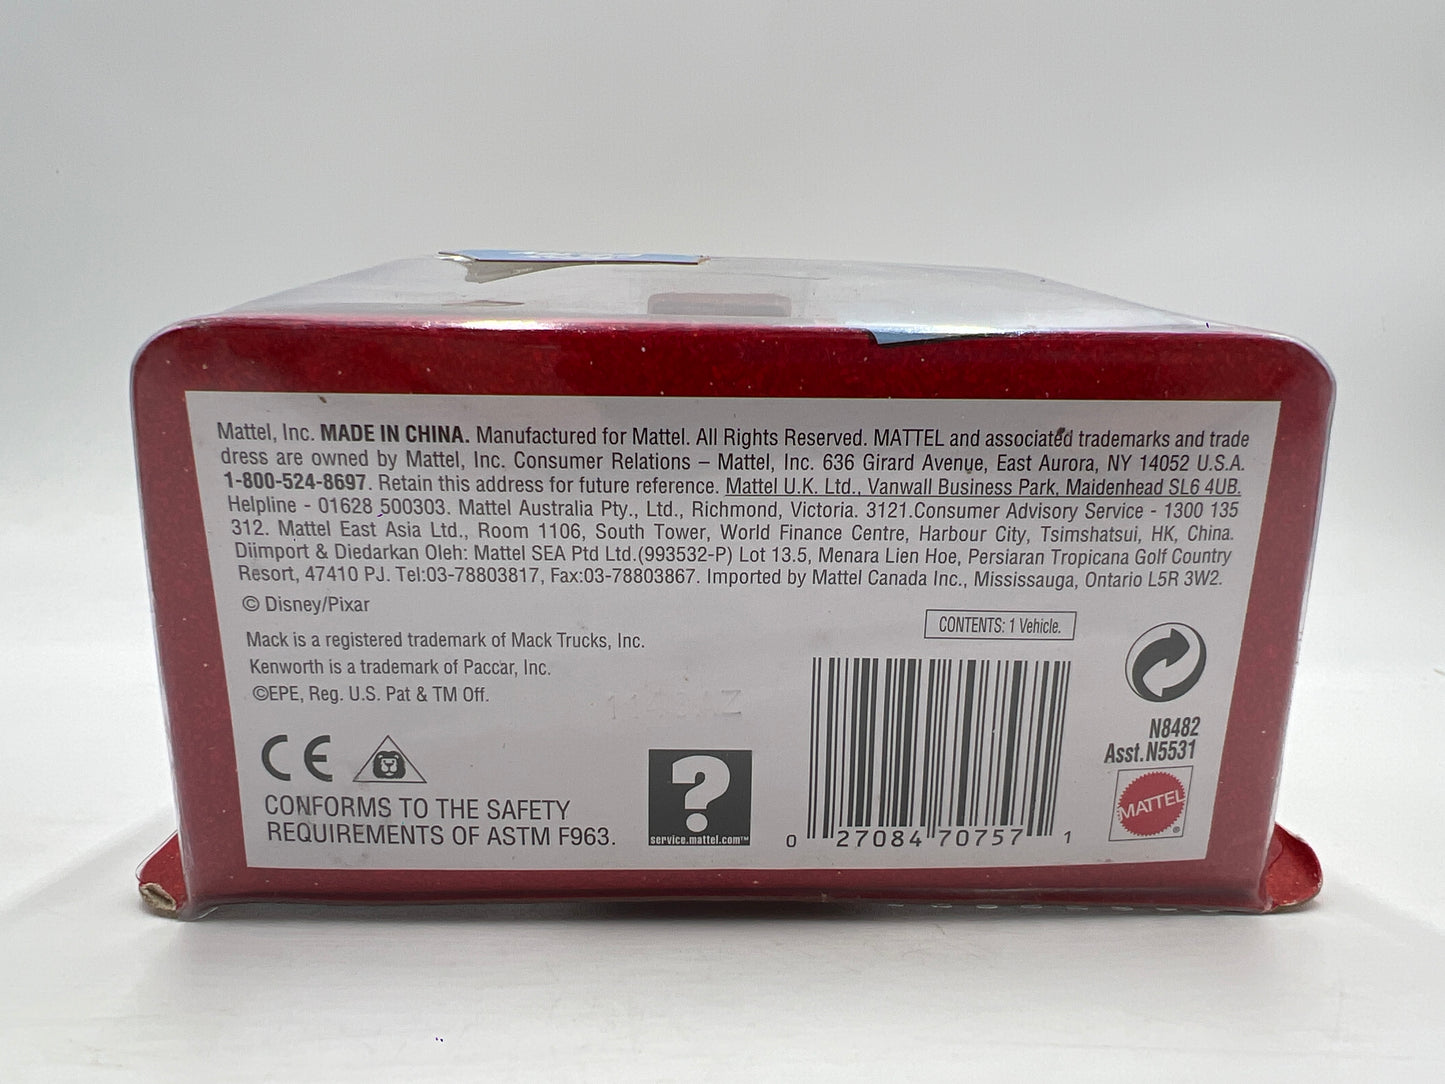 Mattel, Inc. MADE IN CHINA. Manufactured for Mattel. All Rights Reserved. MATTEL and associated trademarks and trade
dress are owned by Mattel, Inc. Consumer Relations – Mattel, Inc. 636 Girard Avenue, East Aurora, NY 14052 U.S.A.
1-800-524-8697. Retain this address for future reference. Mattel U.K. Ltd., Vanwall Business Park, Maidenhead SL6 4UB.
Helpline - 01628 500303. Mattel Australia Pty., Ltd., Richmond, Victoria. 3121.Consumer Advisory Service - 1300 135
312. Mattel East Asia Ltd., Room 1106, South Tower, World Finance Centre, Harbour City, Tsimshatsui, HK, China.
Diimport & Diedarkan Oleh: Mattel SEA Ptd Ltd.(993532-P) Lot 13.5, Menara Lien Hoe, Persiaran Tropicana Golf Country
Resort, 47410 PJ. Tel:03-78803817, Fax:03-78803867. Imported by Mattel Canada Inc., Mississauga, Ontario L5R 3W2.
© Disney/Pixar
Mack is a registered trademark of Mack Trucks, Inc.
Kenworth is a trademark of Paccar, Inc.
©EPE, Reg. U.S. Pat & TM Off.
CONTENTS: 1 Vehicle.
CE
CONFORMS TO THE SAFETY
REQUIREMENTS OF ASTM F963.
?
service.mattel.com™
0 27084 70757 1
N8482
Asst.N5531
MATTEL®